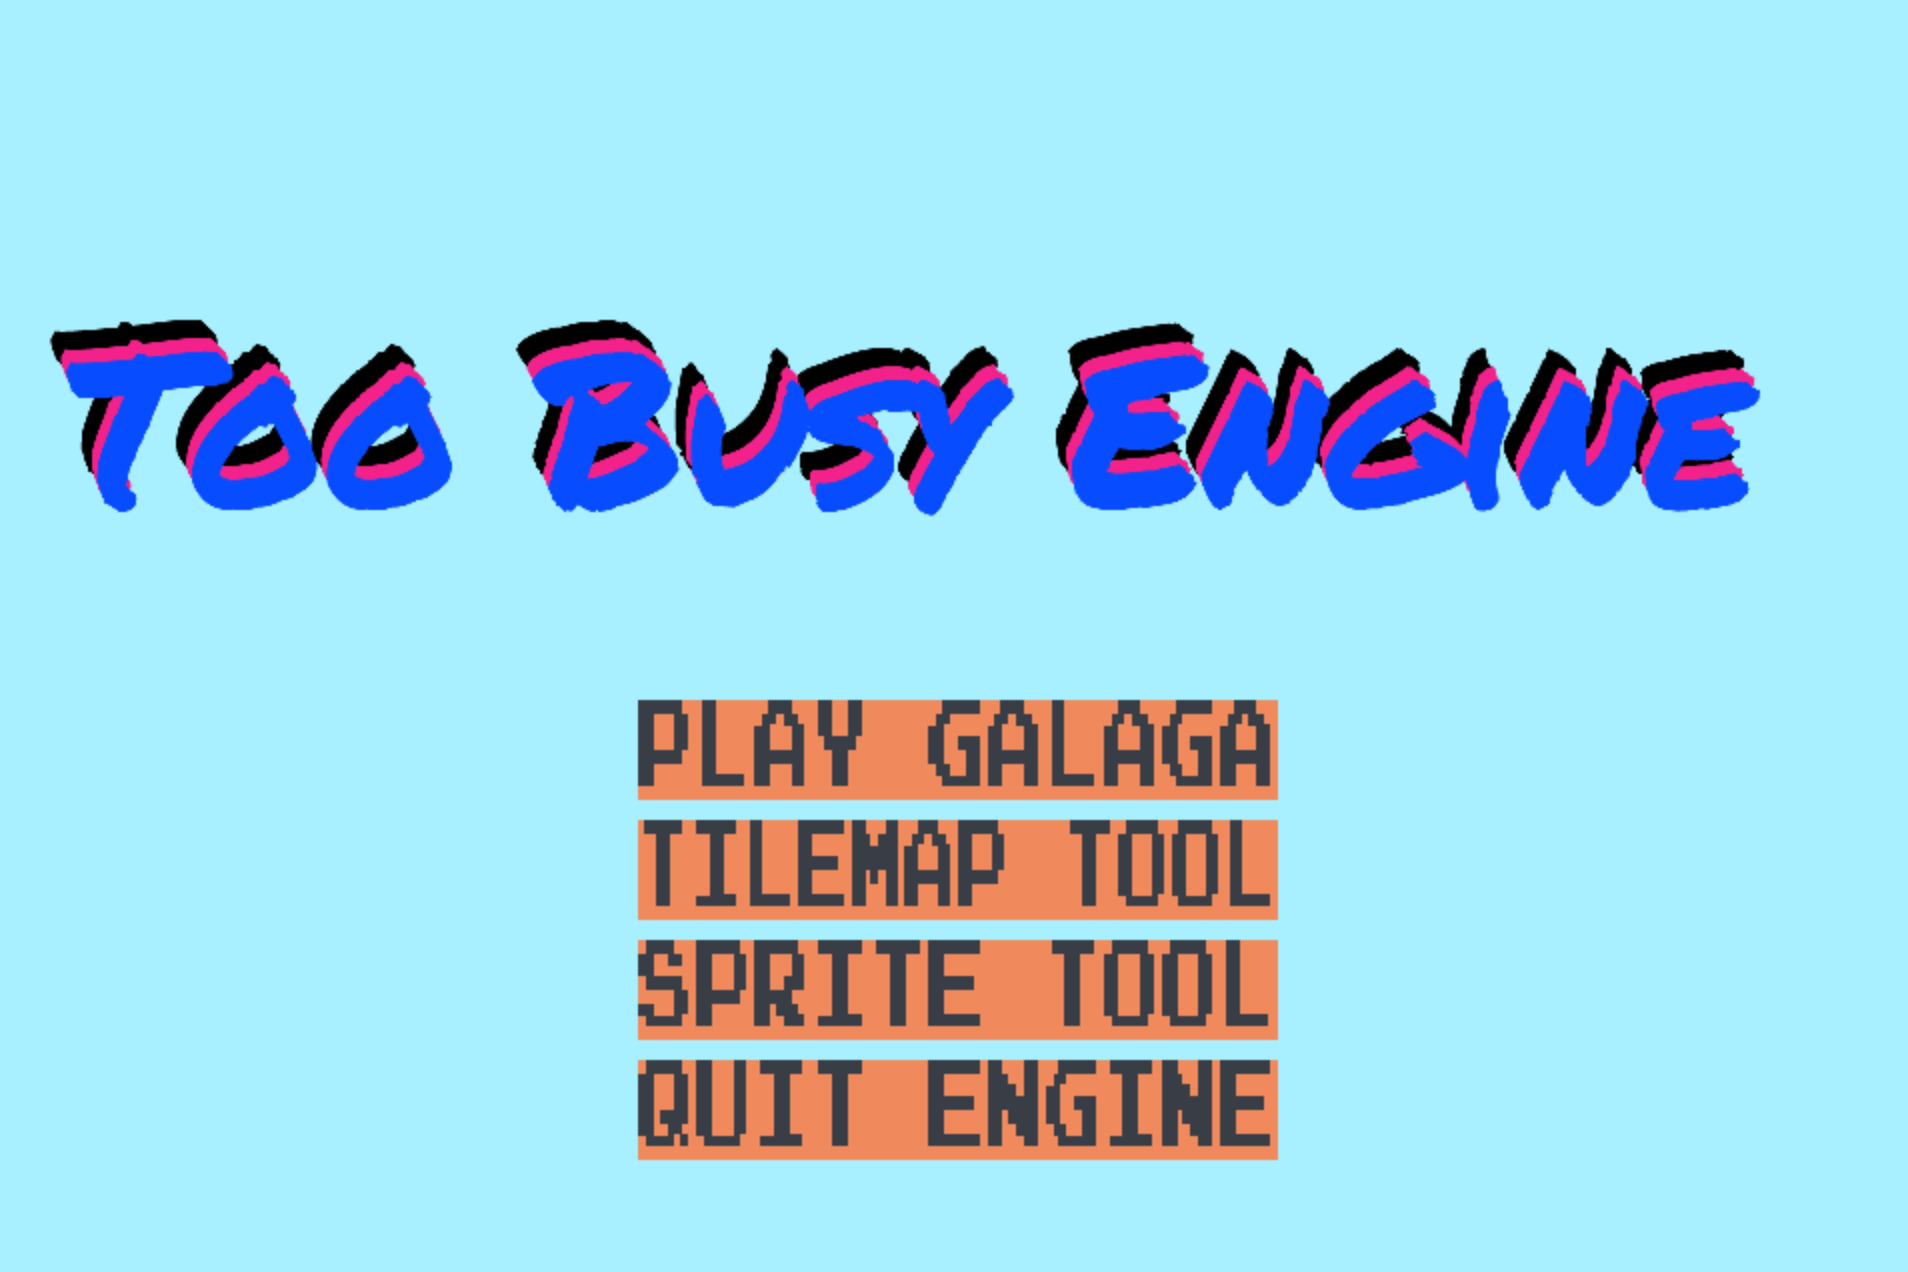 Too Busy Engine
PLAY GALAGA
TILEMAP TOOL
SPRITE TOOL
QUIT ENGINE